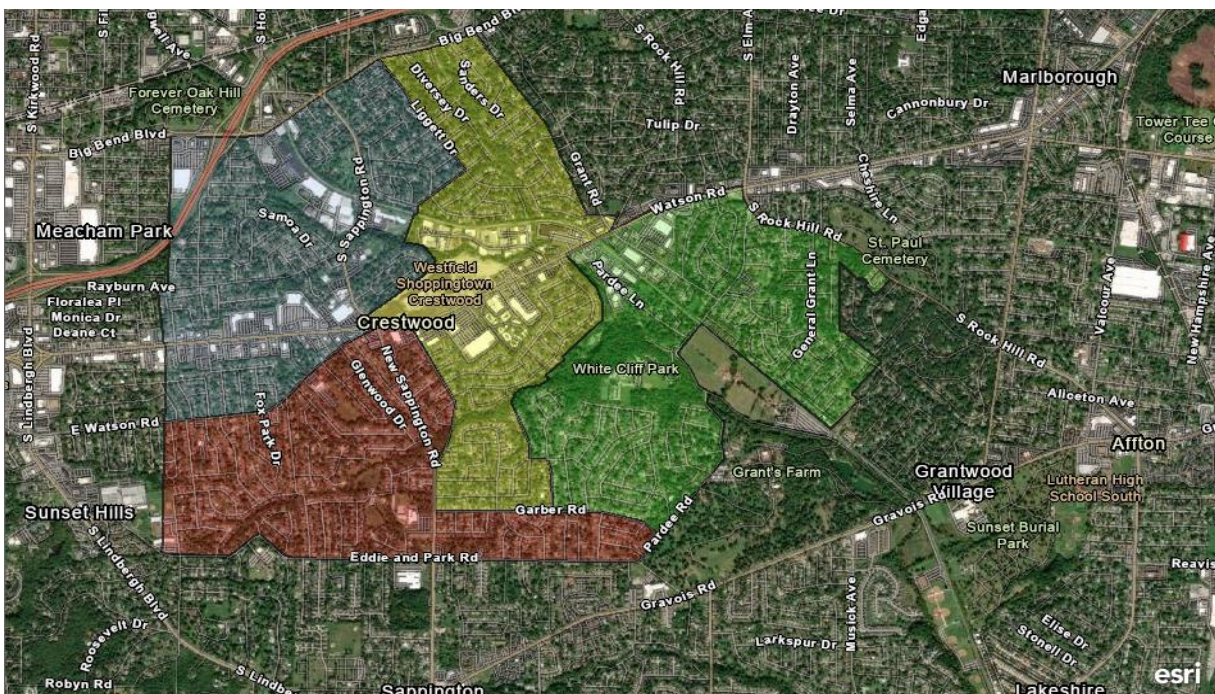 S Kirkwood Rd
Big Bend Blvd
S Rock Hill Rd
Drayton Ave
Selma Ave
Marlborough
Forever Oak Hill
Cemetery
Diversey Dr
Sanders Dr
Liggett Dr
Cannonbury Dr
Tower Tee
Course
Tulip Dr
Big Bend Blvd
Grant Rd
Cheshire Ln
S Sappington Rd
Watson Rd
Samoa Dr
S Rock Hill Rd
Meacham Park
St. Paul
Cemetery
Westfield
Shoppingtown
Crestwood
Pardee Ln
General Grant Ln
Valcour Ave
New Hampshire Ave
Rayburn Ave
Floralea Pl
Monica Dr
Deane Ct
Crestwood
S Rock Hill Rd
S Lindbergh Blvd
New Sappington Rd
Glenwood Dr
White Cliff Park
Fox Park Dr
Aliceton Ave
E Watson Rd
Affton
Grant's Farm
Grantwood
Village
Lutheran High
School South
Sunset Hills
Garber Rd
Pardee Rd
Gravois Rd
Sunset Burial
Park
S Lindbergh Blvd
Eddie and Park Rd
Reavis
Gravois Rd
Musick Ave
Roosevelt Dr
Larkspur Dr
Elise Dr
Stonell Dr
Robyn Rd
Sappington
Lakeshire
esri